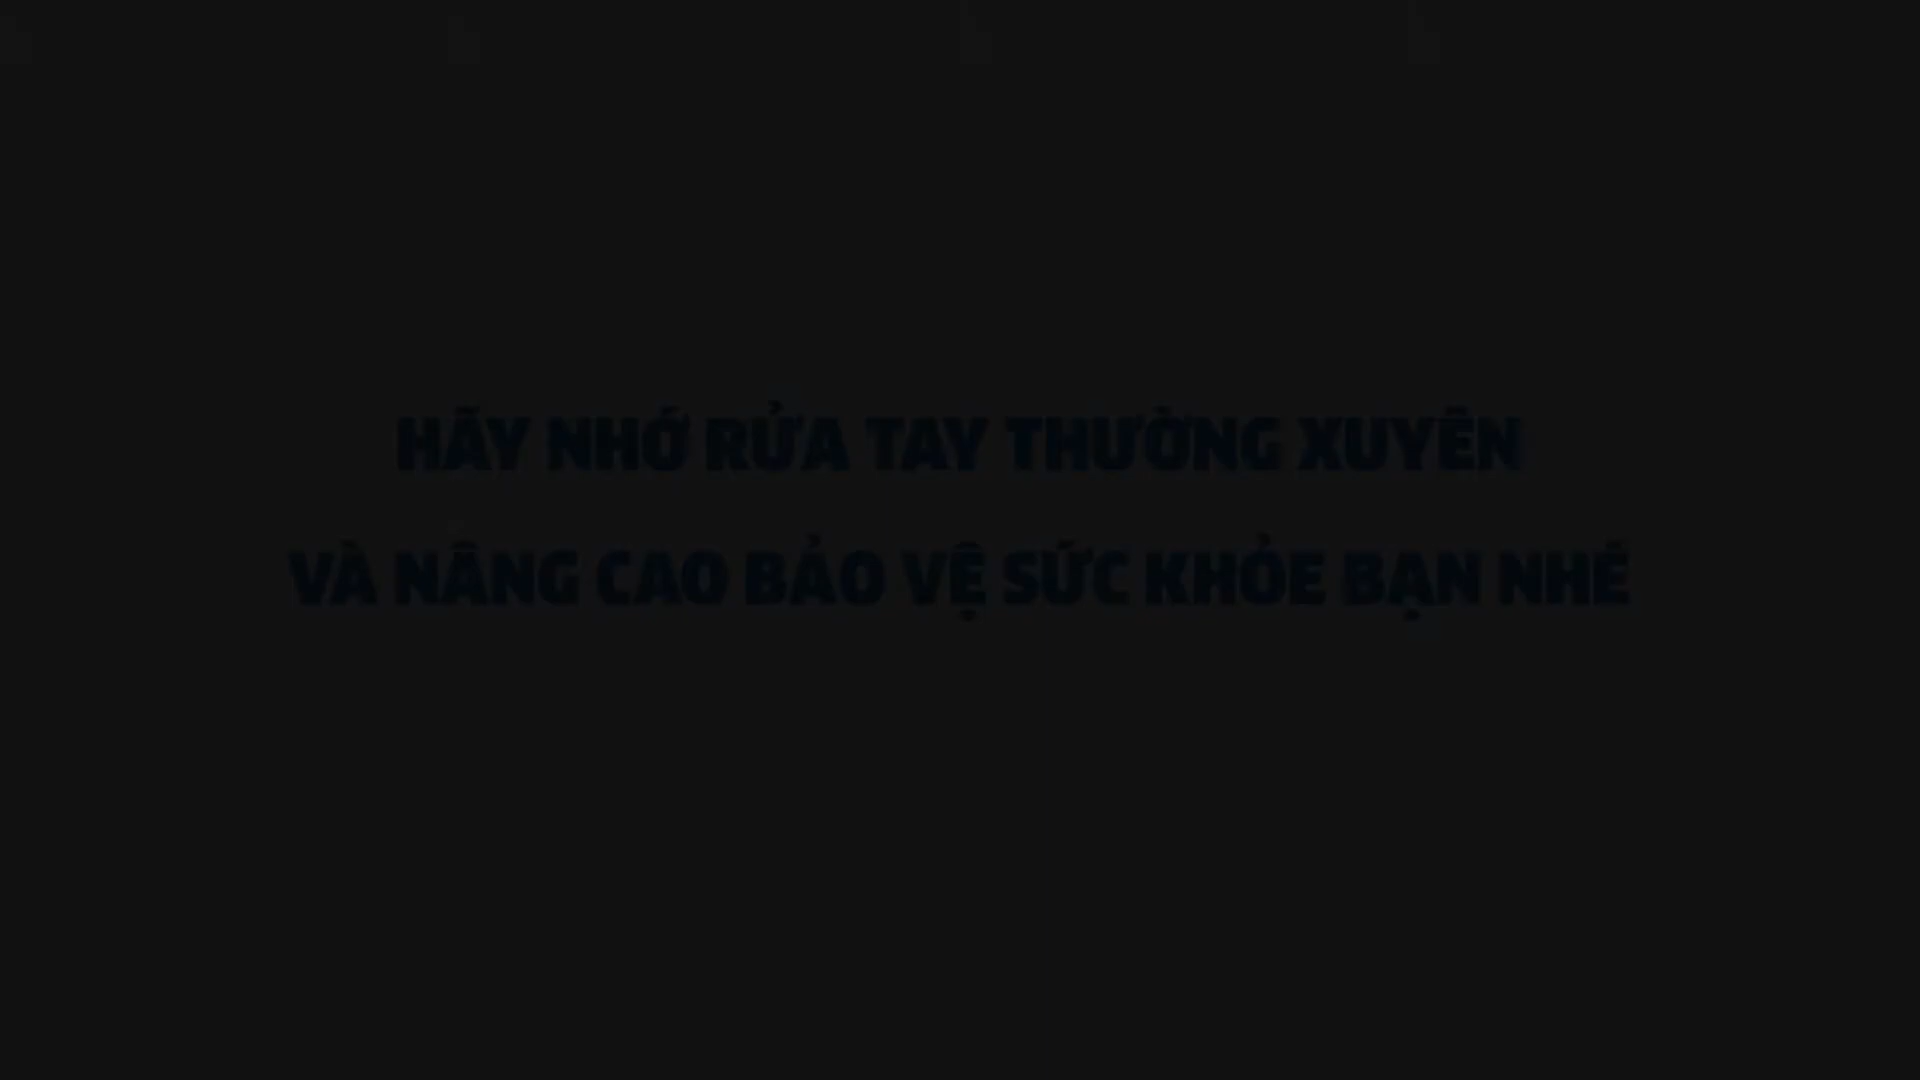 HÃY NHỚ RỬA TAY THƯỜNG XUYÊN
VÀ NÂNG CAO BẢO VỆ SỨC KHỎE BẠN NHÉ